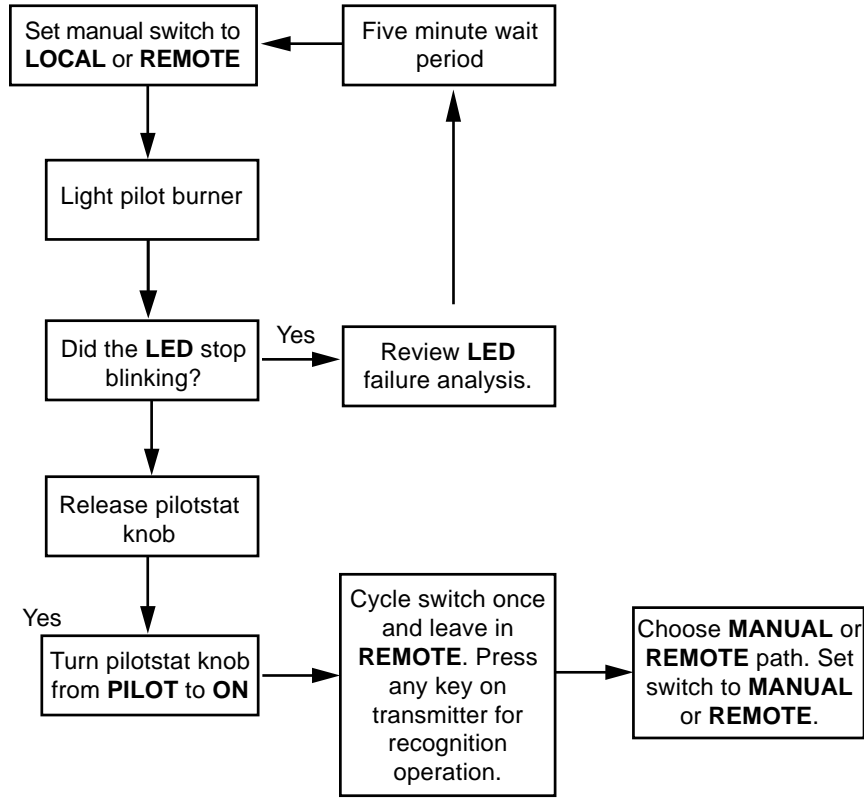 Set manual switch to
LOCAL or REMOTE
Five minute wait
period
Light pilot burner
Did the LED stop
blinking?
Yes
Review LED
failure analysis.
Release pilotstat
knob
Yes
Turn pilotstat knob
from PILOT to ON
Cycle switch once
and leave in
REMOTE. Press
any key on
transmitter for
recognition
operation.
Choose MANUAL or
REMOTE path. Set
switch to MANUAL
or REMOTE.